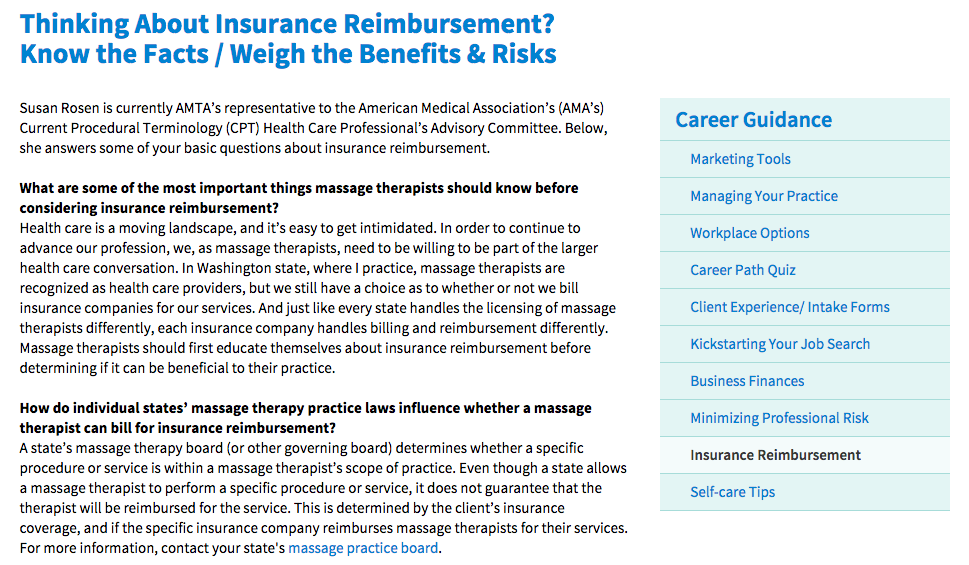 Thinking About Insurance Reimbursement?
Know the Facts / Weigh the Benefits & Risks
Susan Rosen is currently AMTA's representative to the American Medical Association's (AMA's)
Current Procedural Terminology (CPT) Health Care Professional's Advisory Committee. Below,
she answers some of your basic questions about insurance reimbursement.
What are some of the most important things massage therapists should know before
considering insurance reimbursement?
Health care is a moving landscape, and it's easy to get intimidated. In order to continue to
advance our profession, we, as massage therapists, need to be willing to be part of the larger
health care conversation. In Washington state, where I practice, massage therapists are
recognized as health care providers, but we still have a choice as to whether or not we bill
insurance companies for our services. And just like every state handles the licensing of massage
therapists differently, each insurance company handles billing and reimbursement differently.
Massage therapists should first educate themselves about insurance reimbursement before
determining if it can be beneficial to their practice.
How do individual states' massage therapy practice laws influence whether a massage
therapist can bill for insurance reimbursement?
A state's massage therapy board (or other governing board) determines whether a specific
procedure or service is within a massage therapist's scope of practice. Even though a state allows
a massage therapist to perform a specific procedure or service, it does not guarantee that the
therapist will be reimbursed for the service. This is determined by the client's insurance
coverage, and if the specific insurance company reimburses massage therapists for their services.
For more information, contact your state's massage practice board.
Career Guidance
Marketing Tools
Managing Your Practice
Workplace Options
Career Path Quiz
Client Experience/ Intake Forms
Kickstarting Your Job Search
Business Finances
Minimizing Professional Risk
Insurance Reimbursement
Self-care Tips